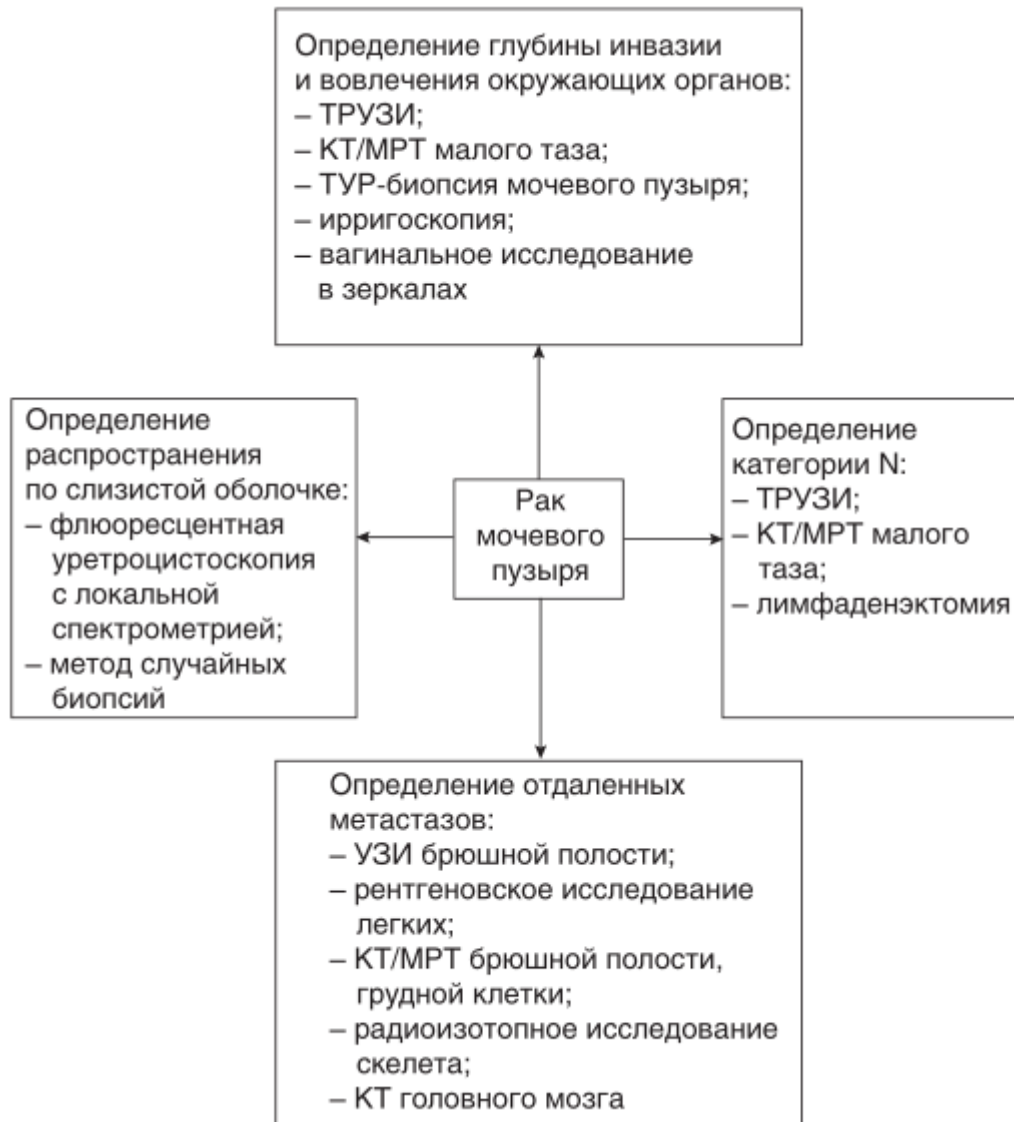 Определение глубины инвазии
и вовлечения окружающих органов:
– ТРУЗИ;
– КТ/МРТ малого таза;
– ТУР-биопсия мочевого пузыря;
– ирригоскопия;
– вагинальное исследование
в зеркалах
Определение
распространения
по слизистой оболочке:
– флюоресцентная
уретроцистоскопия
с локальной
спектрометрией;
– метод случайных
биопсий
Рак
мочевого
пузыря
Определение
категории N:
– ТРУЗИ;
– КТ/МРТ малого
таза;
– лимфаденэктомия
Определение отдаленных
метастазов:
– УЗИ брюшной полости;
– рентгеновское исследование
легких;
– КТ/МРТ брюшной полости,
грудной клетки;
– радиоизотопное исследование
скелета;
– КТ головного мозга